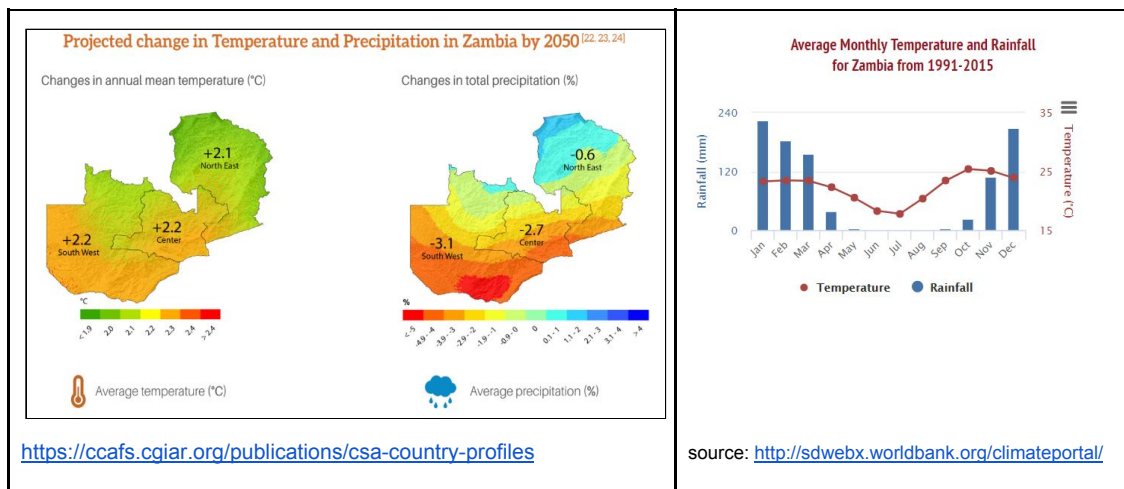 Projected change in Temperature and Precipitation in Zambia by 2050 [22, 23, 24]
Changes in annual mean temperature (°C)
Changes in total precipitation (%)
+2.1
North East
+2.2
South West
+2.2
Center
-0.6
North East
-3.1
South West
-2.7
Center
°C
< 1.9
2.0
2.1
2.2
2.3
2.4
> 2.4
%
< -5
-4.9 - -4
-3.9 - -3
-2.9 - -2
-1.9 - -1
-0.9 - 0
0
0.1 - 1
1.1 - 2
2.1 - 3
3.1 - 4
> 4
Average temperature (°C)
Average precipitation (%)
https://ccafs.cgiar.org/publications/csa-country-profiles
Average Monthly Temperature and Rainfall
for Zambia from 1991-2015
240
120
0
Rainfall (mm)
35
25
15
Temperature (°C)
Jan
Feb
Mar
Apr
May
Jun
Jul
Aug
Sep
Oct
Nov
Dec
Temperature
Rainfall
source: http://sdwebx.worldbank.org/climateportal/